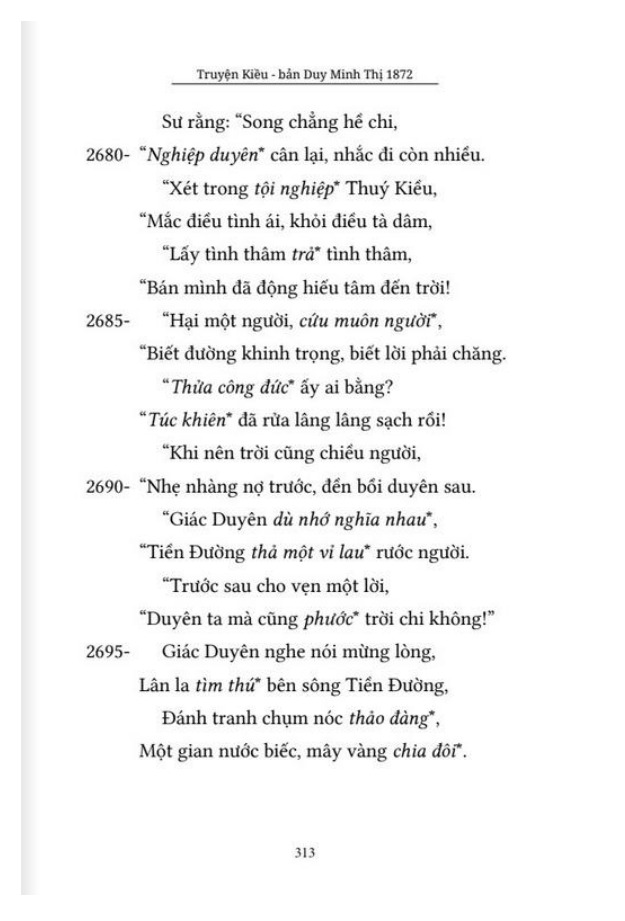 Truyện Kiều - bản Duy Minh Thị 1872
Sư rằng: “Song chẳng hề chi,
2680- “Nghiệp duyên* cân lại, nhắc đi còn nhiều.
“Xét trong tội nghiệp* Thuý Kiều,
“Mắc điều tình ái, khỏi điều tà dâm,
“Lấy tình thâm trả* tình thâm,
“Bán mình đã động hiếu tâm đến trời!
2685- “Hại một người, cứu muôn người*,
“Biết đường khinh trọng, biết lời phải chăng.
“Thửa công đức* ấy ai bằng?
“Túc khiên* đã rửa lâng lâng sạch rồi!
“Khi nên trời cũng chiều người,
2690- “Nhẹ nhàng nợ trước, đền bồi duyên sau.
“Giác Duyên dù nhớ nghĩa nhau*,
“Tiền Đường thả một vỉ lau* rước người.
“Trước sau cho vẹn một lời,
“Duyên ta mà cũng phước* trời chi không!”
2695- Giác Duyên nghe nói mừng lòng,
Lân la tìm thú* bên sông Tiền Đường,
Đánh tranh chụm nóc thảo đàng*,
Một gian nước biếc, mây vàng chia đôi*.
313